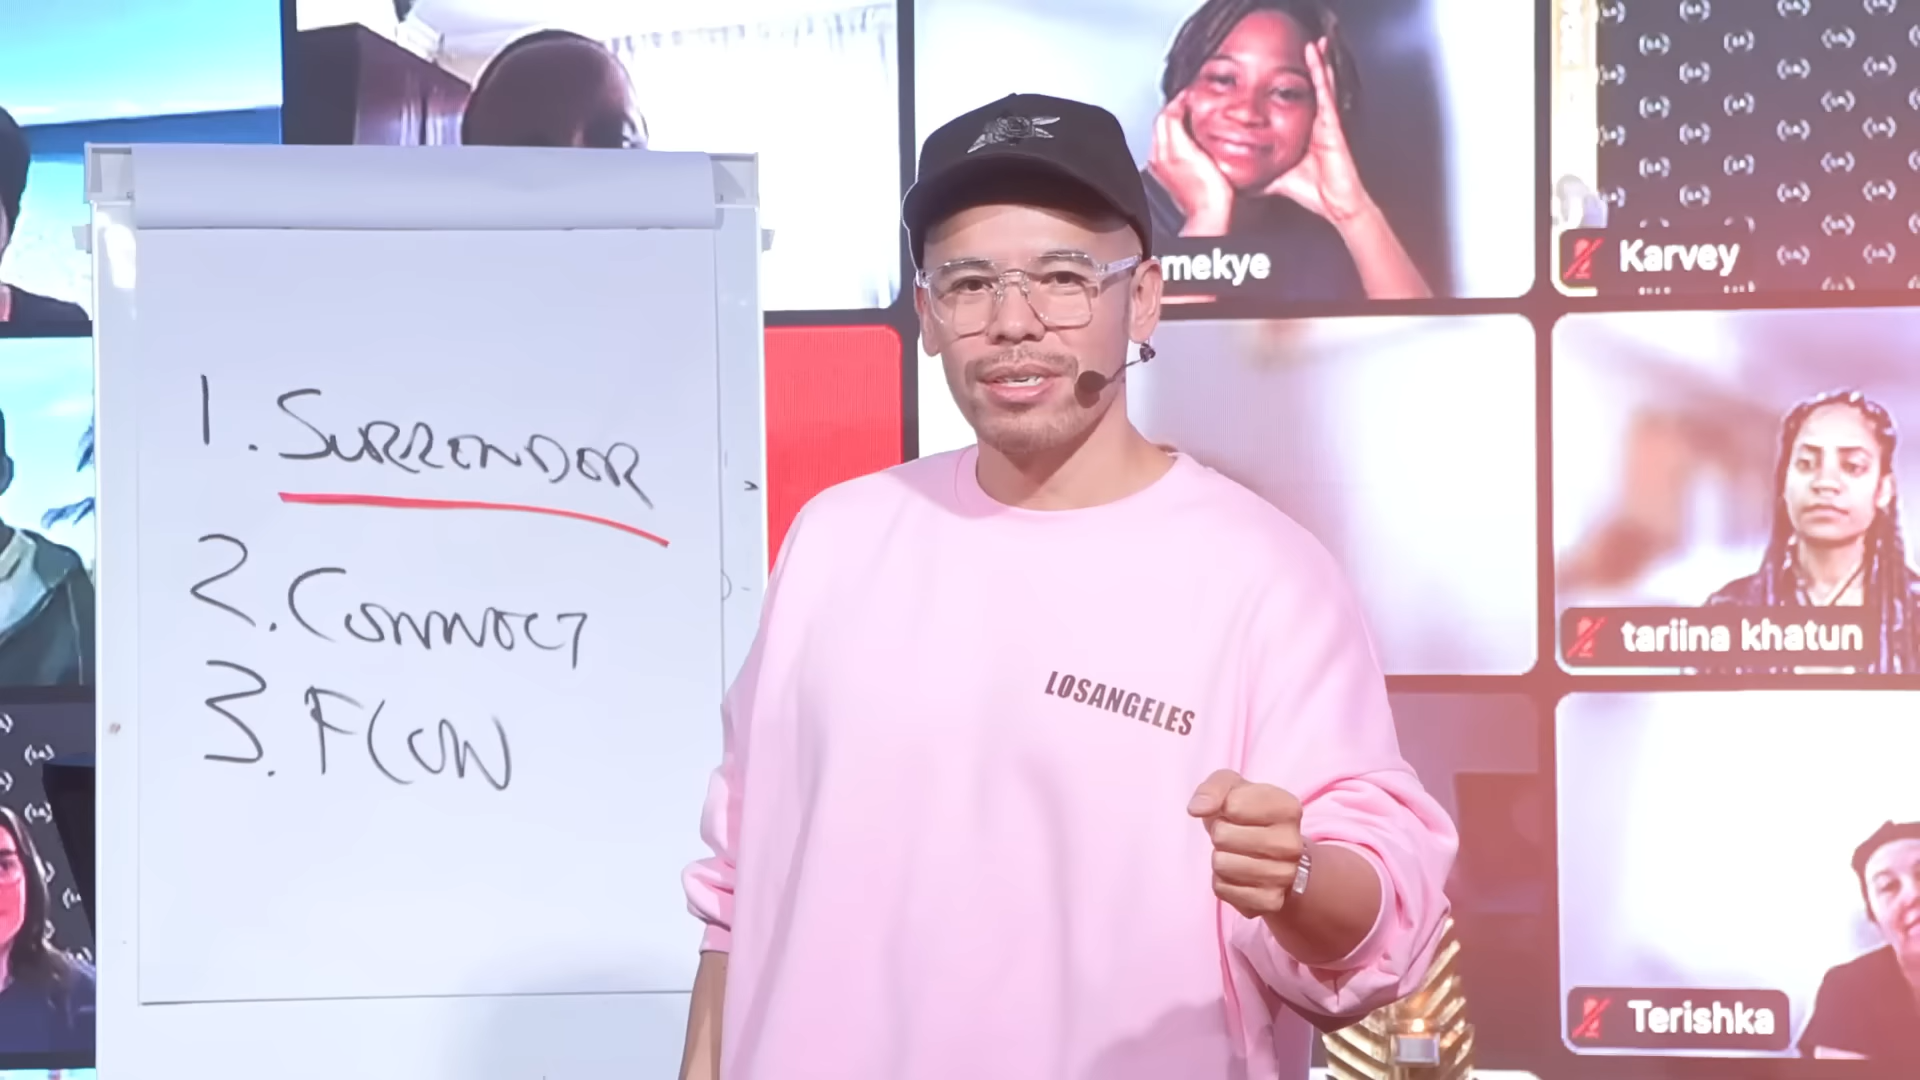 1. SURRENDER
2. CONNECT
3. FLOW
LOSANGELES
mekye
Karvey
tariina khatun
Terishka